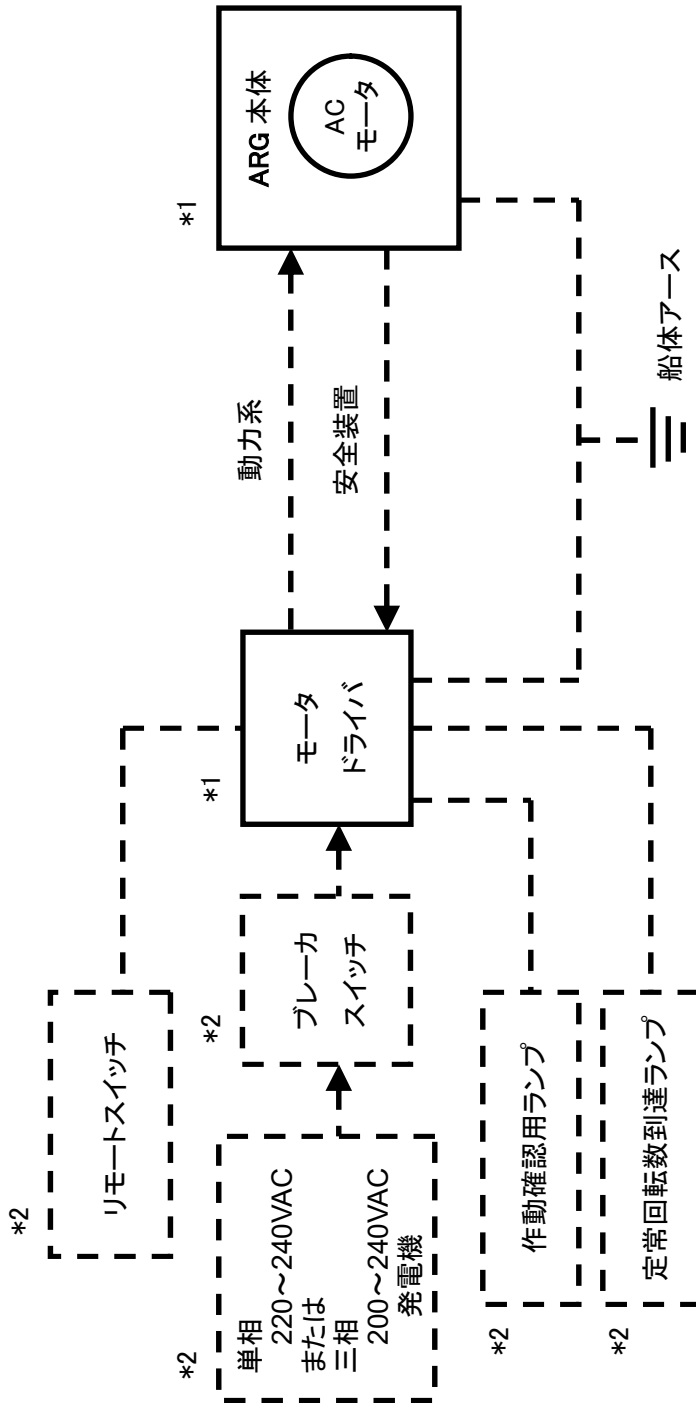 *2
リモートスイッチ
*2
単相
220～240VAC
または
三相
200～240VAC
発電機
*2
ブレーカ
スイッチ
*1
モータ
ドライバ
動力系
安全装置
*1
ARG 本体
AC
モータ
*2
作動確認用ランプ
*2
定常回転数到達ランプ
船体アース